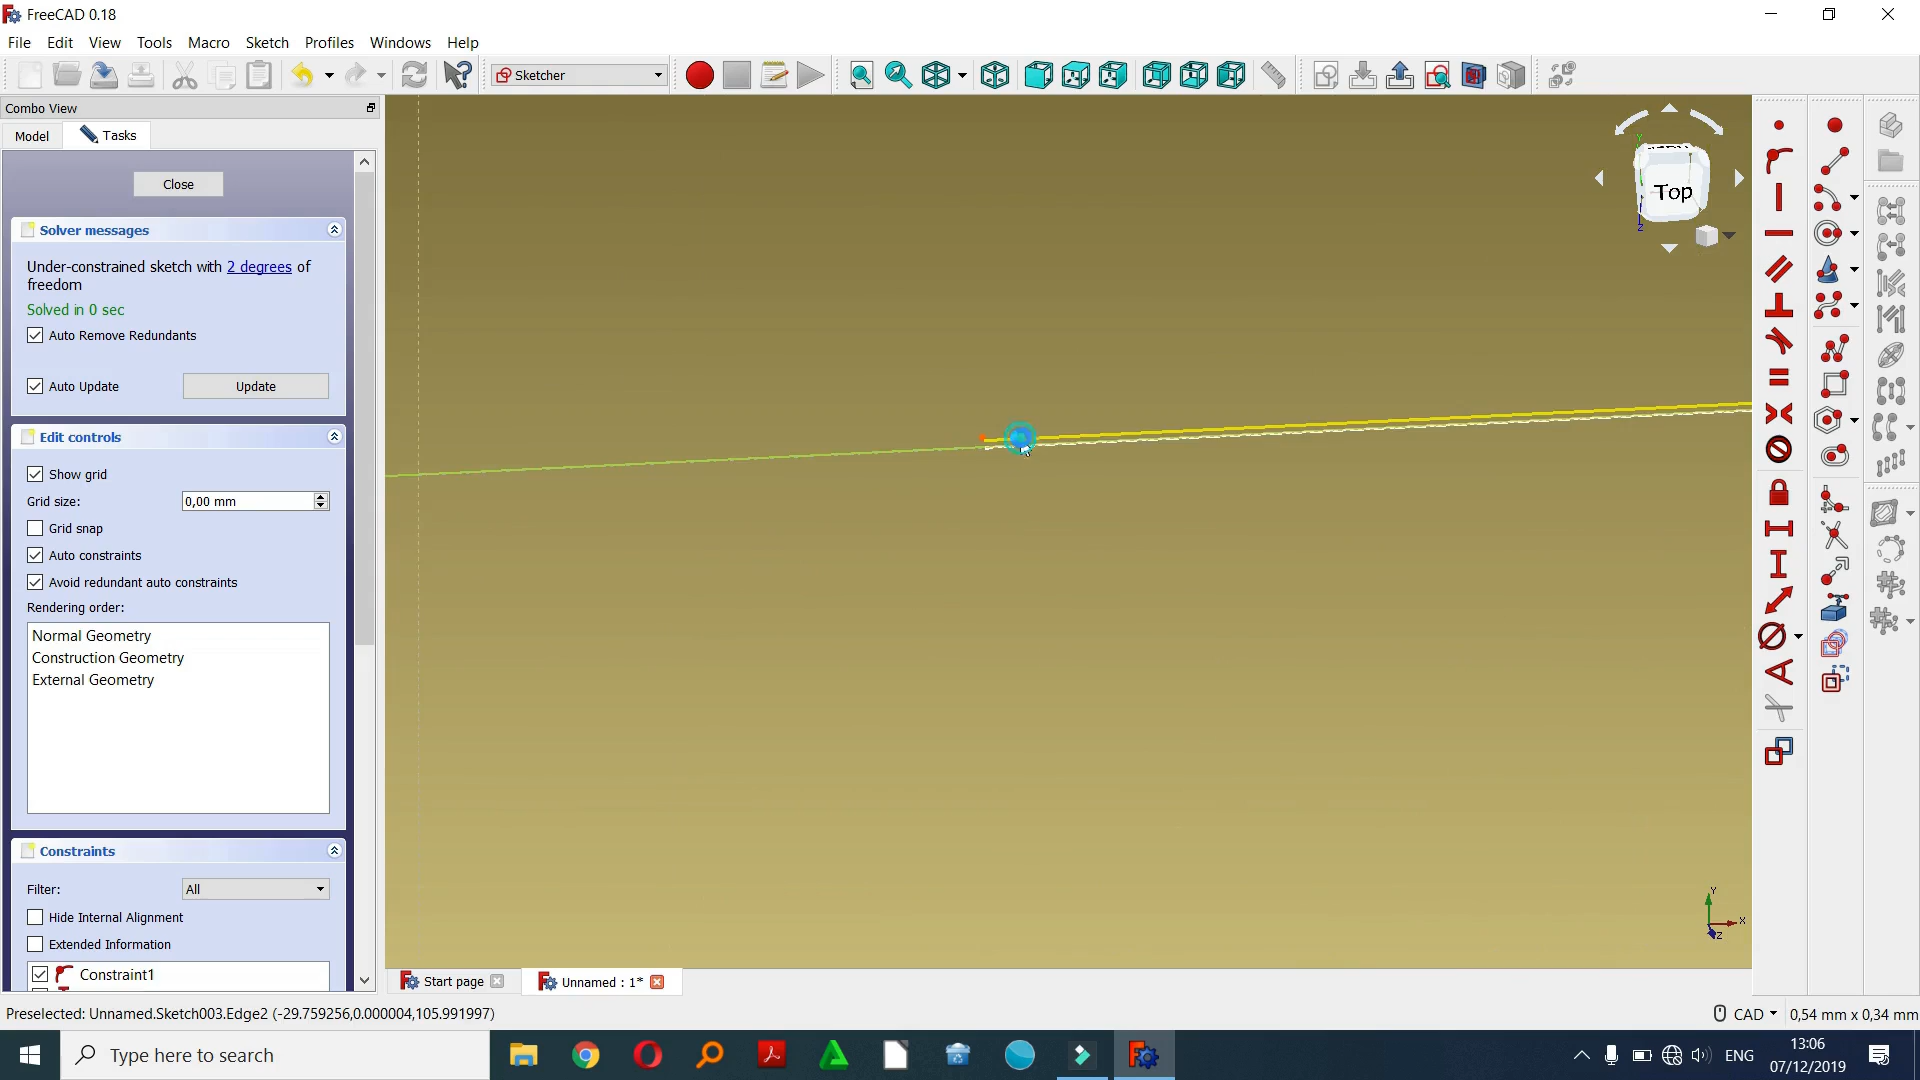 FreeCAD 0.18
File Edit View Tools Macro Sketch Profiles Windows Help
Sketcher
Combo View
Model Tasks
Close
Solver messages
Under-constrained sketch with 2 degrees of
freedom
Solved in 0 sec
Auto Remove Redundants
Auto Update Update
Edit controls
Show grid
Grid size: 0,00 mm
Grid snap
Auto constraints
Avoid redundant auto constraints
Rendering order:
Normal Geometry
Construction Geometry
External Geometry
Constraints
Filter: All
Hide Internal Alignment
Extended Information
Constraint1
Top
Y
Z
Y
X
Z
Start page Unnamed : 1*
Preselected: Unnamed.Sketch003.Edge2 (-29.759256,0.000004,105.991997)
CAD 0,54 mm x 0,34 mm
Type here to search
ENG
13:06
07/12/2019